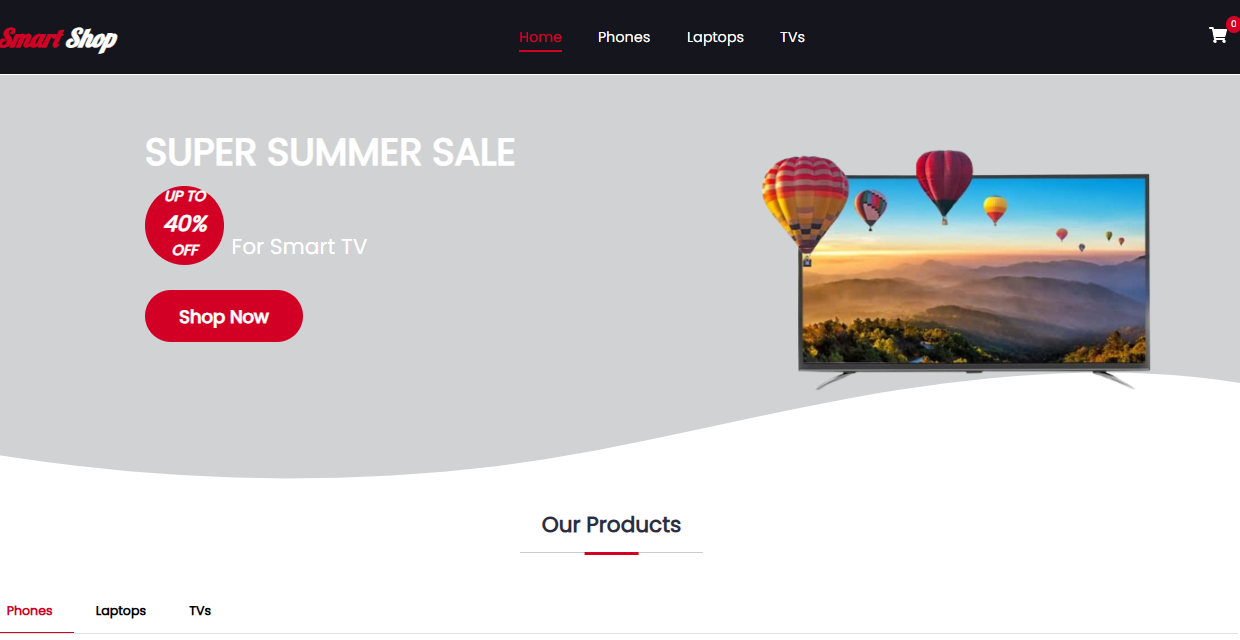 Smart Shop
Home Phones Laptops TVs
0
SUPER SUMMER SALE
UP TO
40%
OFF
For Smart TV
Shop Now
Our Products
Phones Laptops TVs